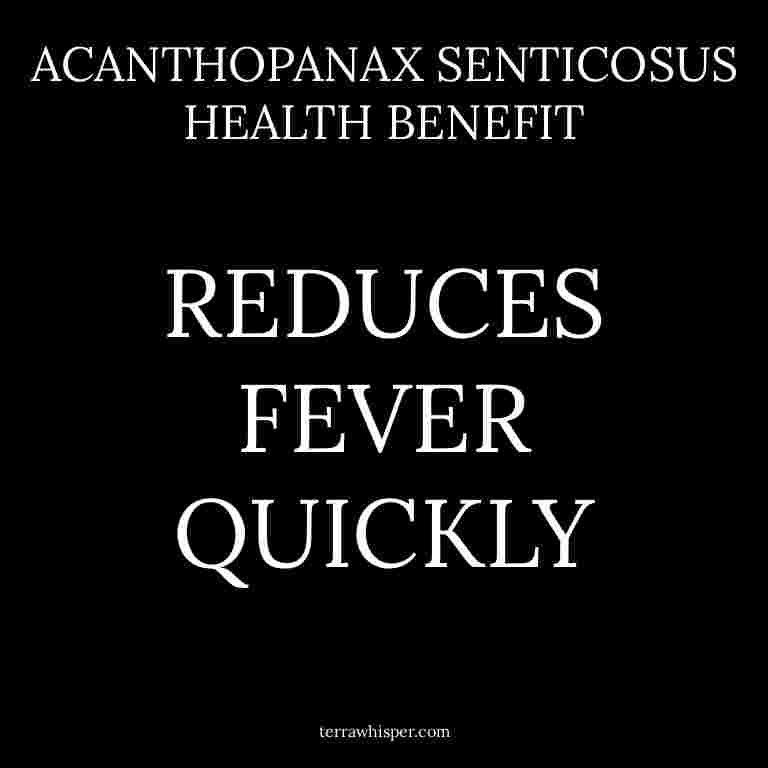 ACANTHOPANAX SENTICOSUS
HEALTH BENEFIT
REDUCES
FEVER
QUICKLY
terrawhisper.com